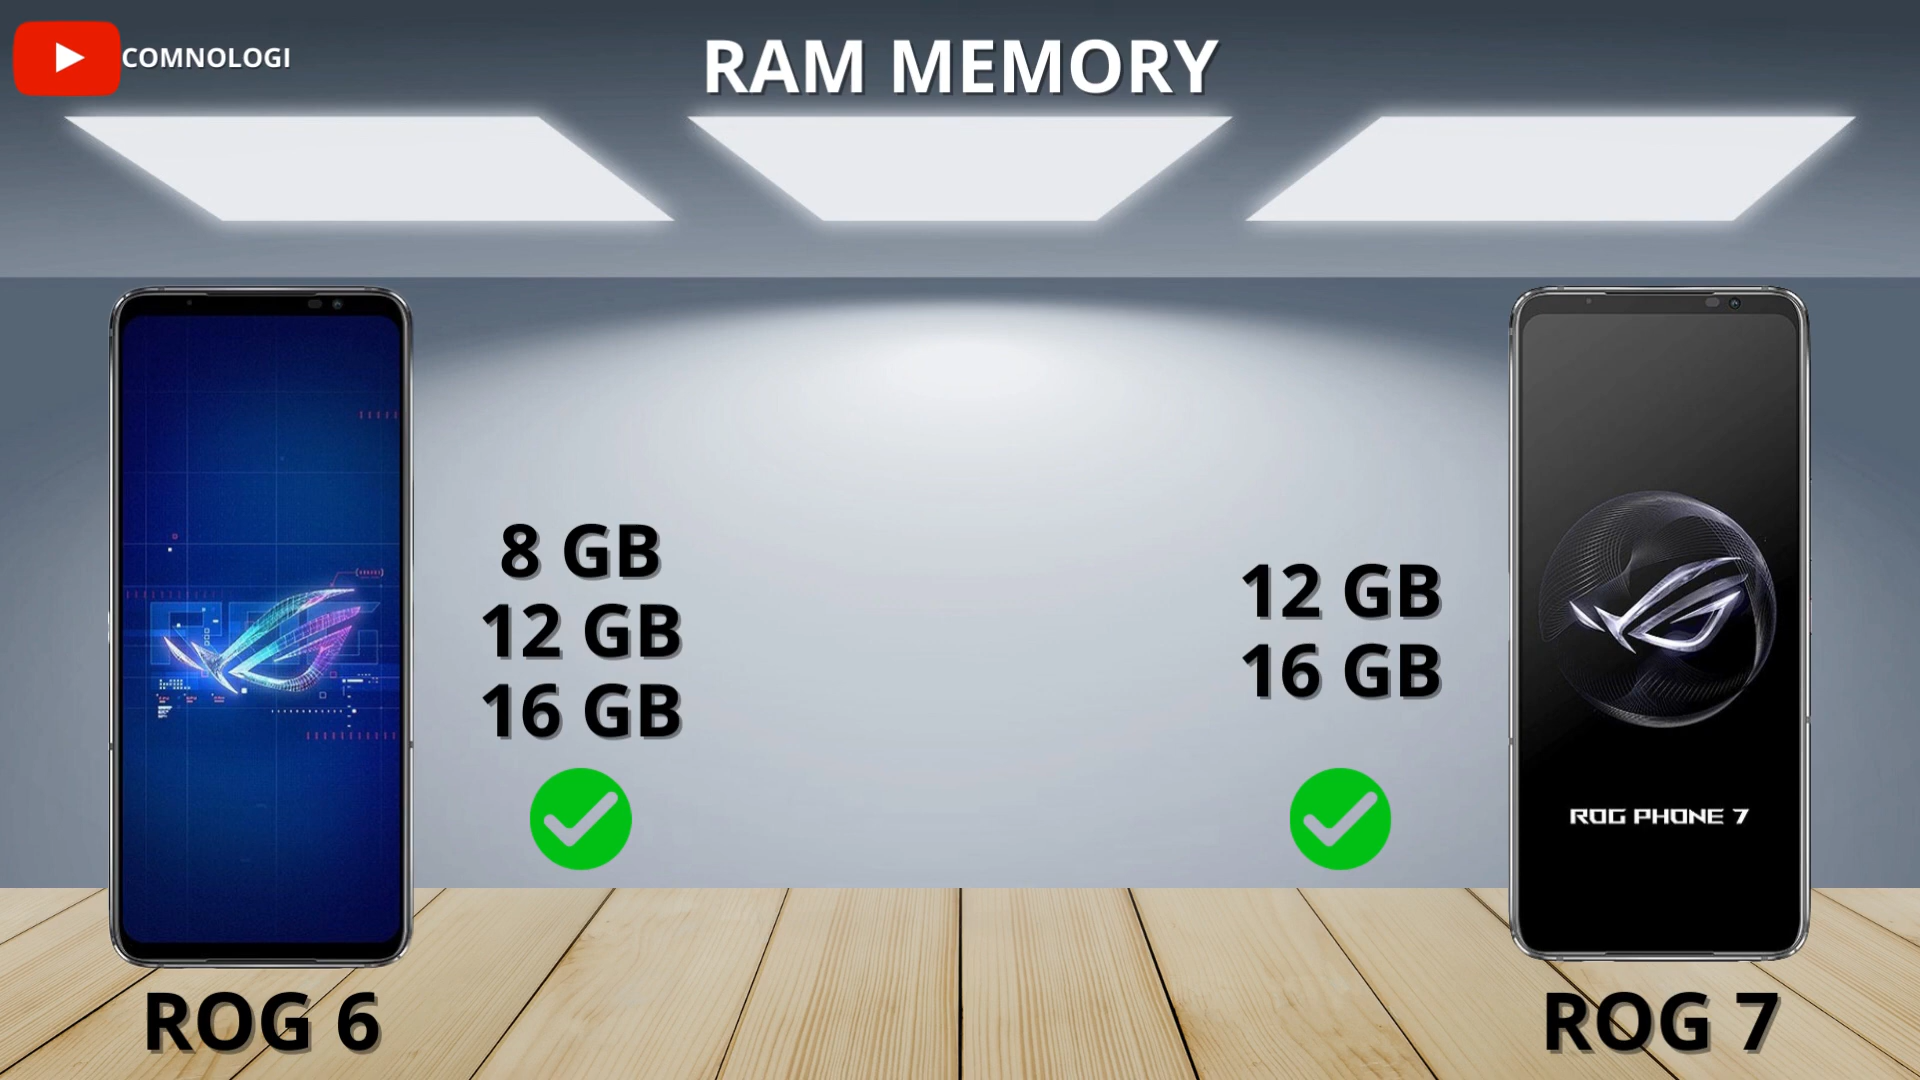 COMNOLOGI
RAM MEMORY
8 GB
12 GB
16 GB
12 GB
16 GB
ROG PHONE 7
ROG 6
ROG 7